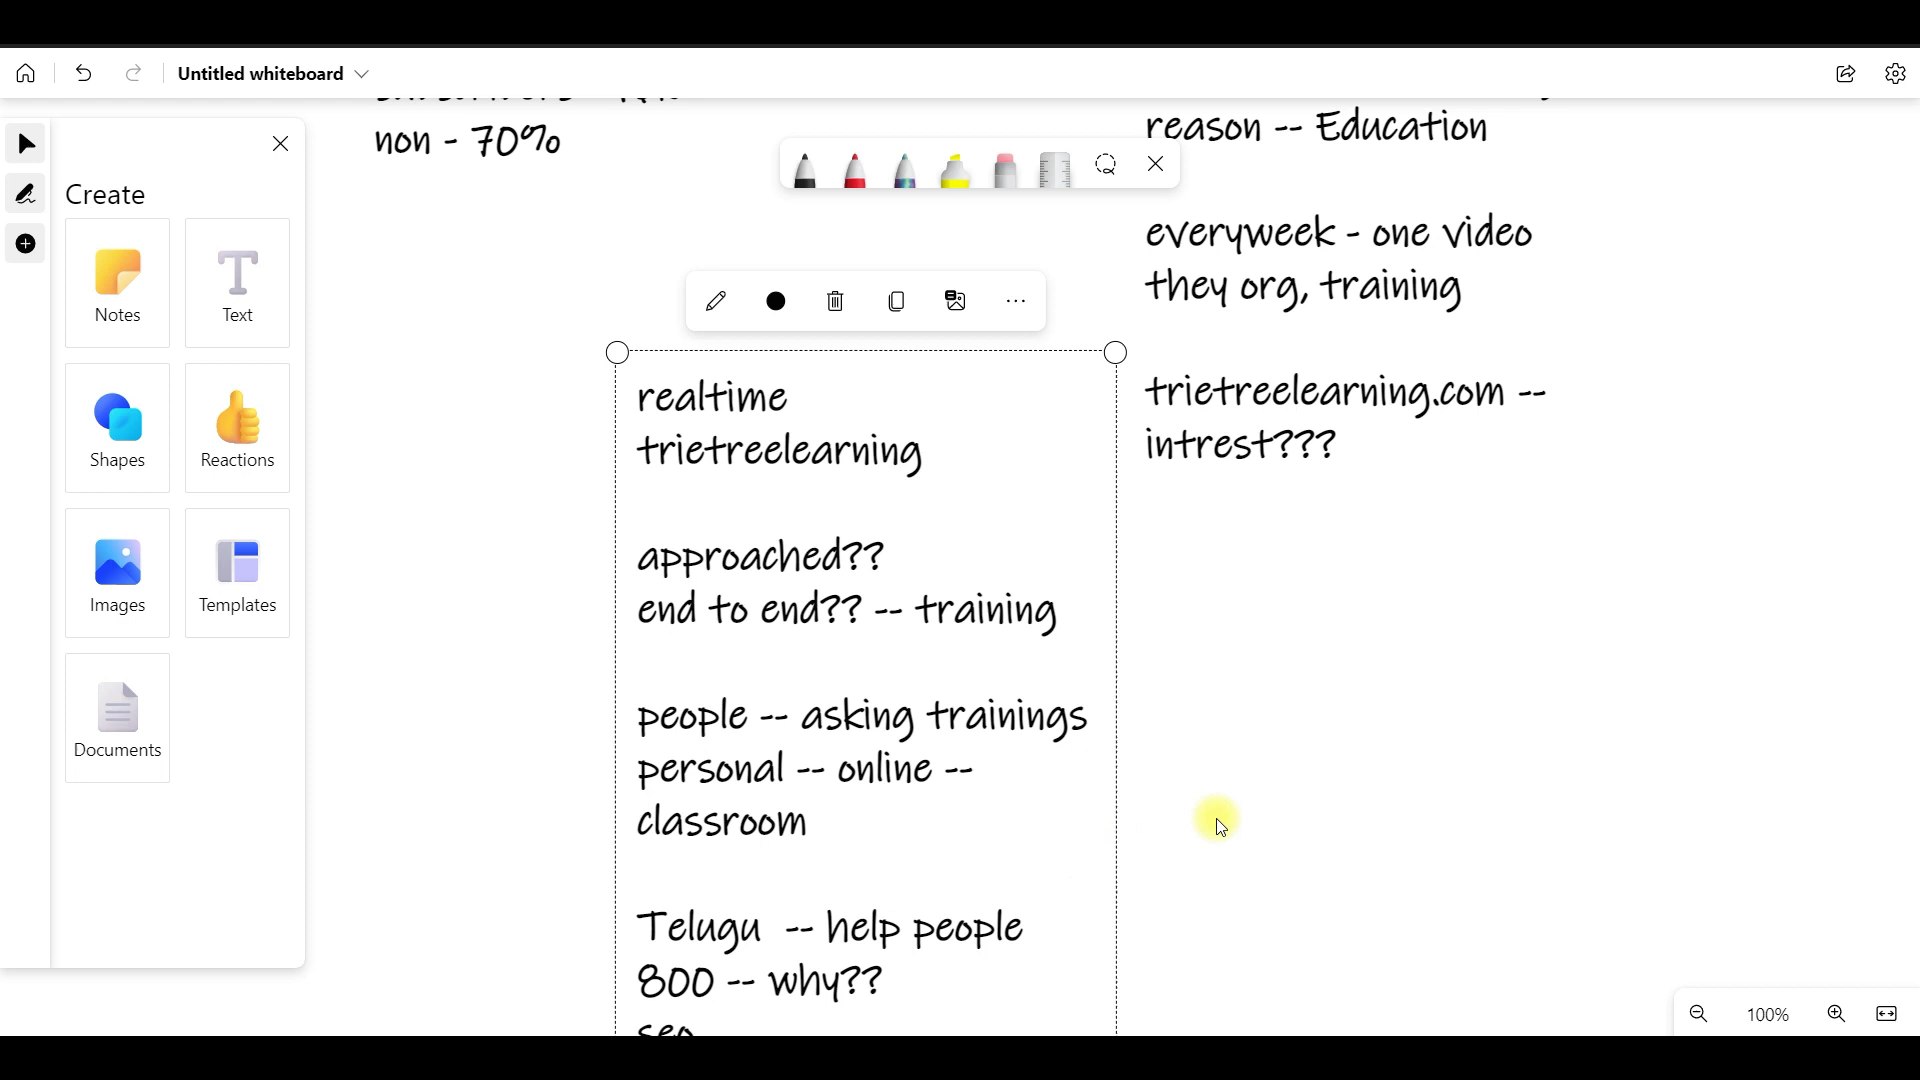 Untitled whiteboard
non - 70%
reason -- Education
everyweek - one video
they org, training
trietreelearning.com --
intrest???
Create
Notes
Text
Shapes
Reactions
Images
Templates
Documents
realtime
trietreelearning
approached??
end to end?? -- training
people -- asking trainings
personal -- online --
classroom
Telugu -- help people
800 -- why??
seo
100%